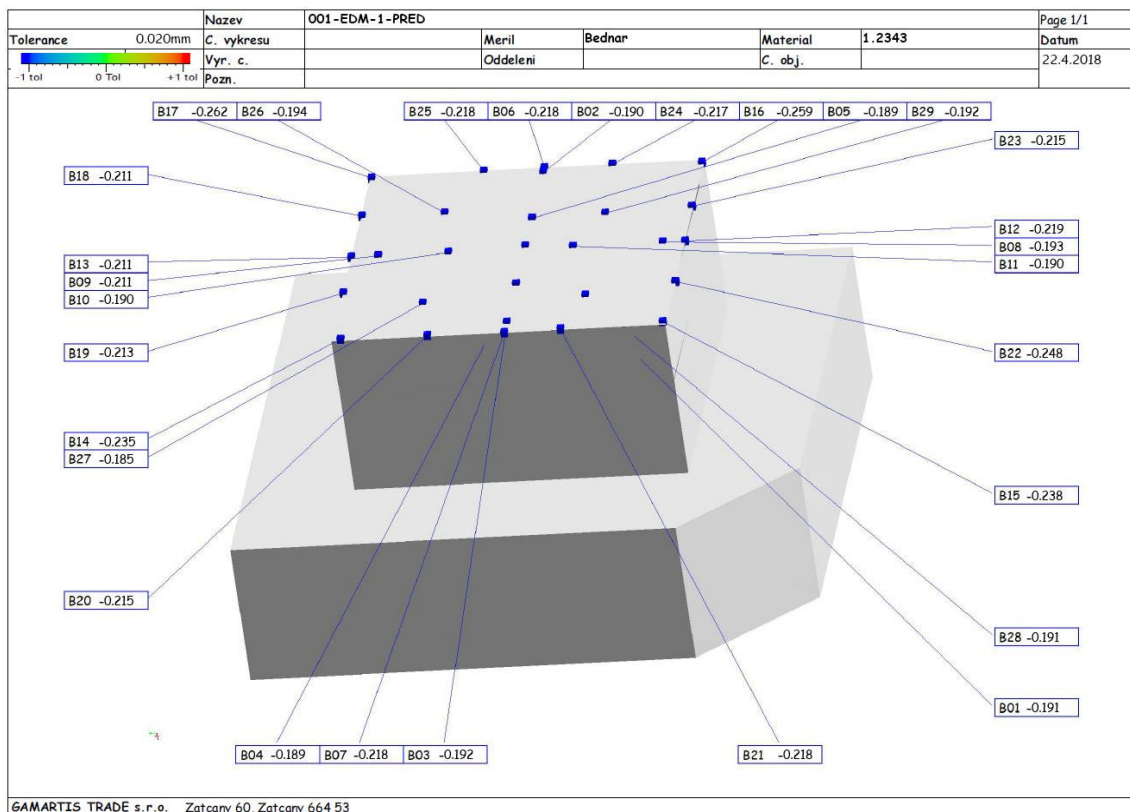 Nazev 001-EDM-1-PRED Page 1/1
Tolerance 0.020mm C. vykresu Meril Bednar Material 1.2343 Datum
-1 tol 0 Tol +1 tol Vyr. c. Oddeleni C. obj. 22.4.2018
Pozn.
B17 -0.262 B26 -0.194 B25 -0.218 B06 -0.218 B02 -0.190 B24 -0.217 B16 -0.259 B05 -0.189 B29 -0.192
B23 -0.215
B18 -0.211
B12 -0.219
B08 -0.193
B11 -0.190
B13 -0.211
B09 -0.211
B10 -0.190
B19 -0.213
B22 -0.248
B14 -0.235
B27 -0.185
B15 -0.238
B20 -0.215
B28 -0.191
B01 -0.191
B04 -0.189 B07 -0.218 B03 -0.192 B21 -0.218
GAMARTIS TRADE s.r.o. Zatcany 60, Zatcany 664 53